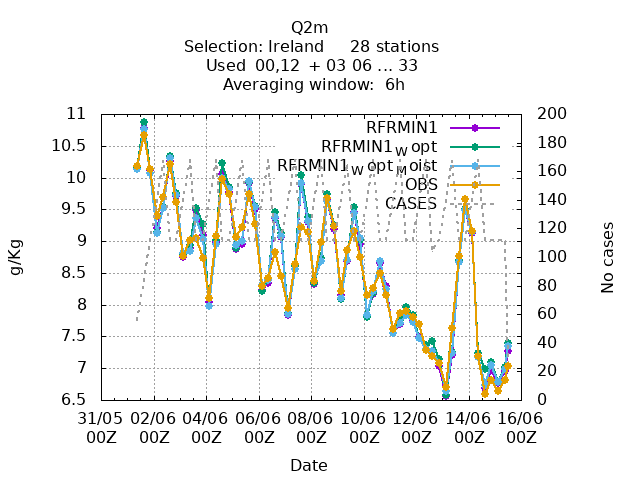 Q2m
Selection: Ireland 28 stations
Used 00,12 + 03 06 ... 33
Averaging window: 6h
RFRMIN1
RFRMIN1_W opt
RFRMIN1_W opt_M oist
OBS
CASES
g/Kg
11
10.5
10
9.5
9
8.5
8
7.5
7
6.5
200
180
160
140
120
100
80
60
40
20
0
No cases
31/05 02/06 04/06 06/06 08/06 10/06 12/06 14/06 16/06
00Z 00Z 00Z 00Z 00Z 00Z 00Z 00Z 00Z
Date